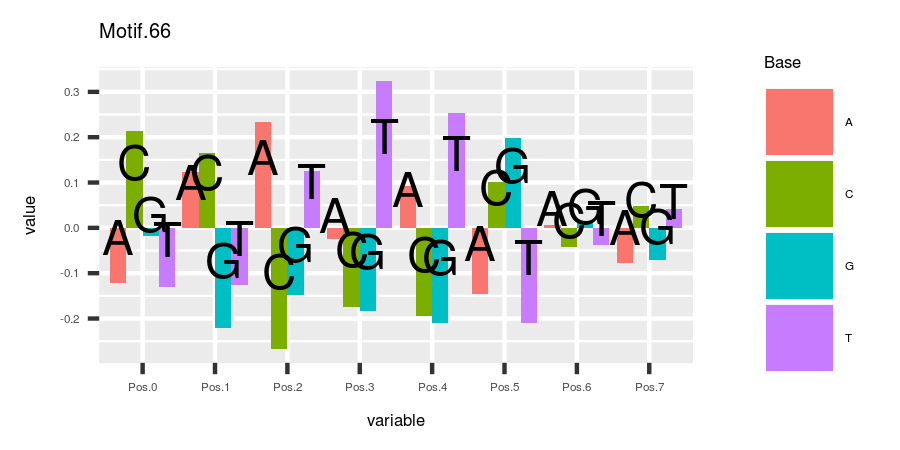 Motif.66
Base
value
0.3
0.2
0.1
0.0
-0.1
-0.2
A C G T
A C G T
A C G T
A C G T
A C G T
A C G T
A C G T
A C G T
Pos.0 Pos.1 Pos.2 Pos.3 Pos.4 Pos.5 Pos.6 Pos.7
variable
A
C
G
T